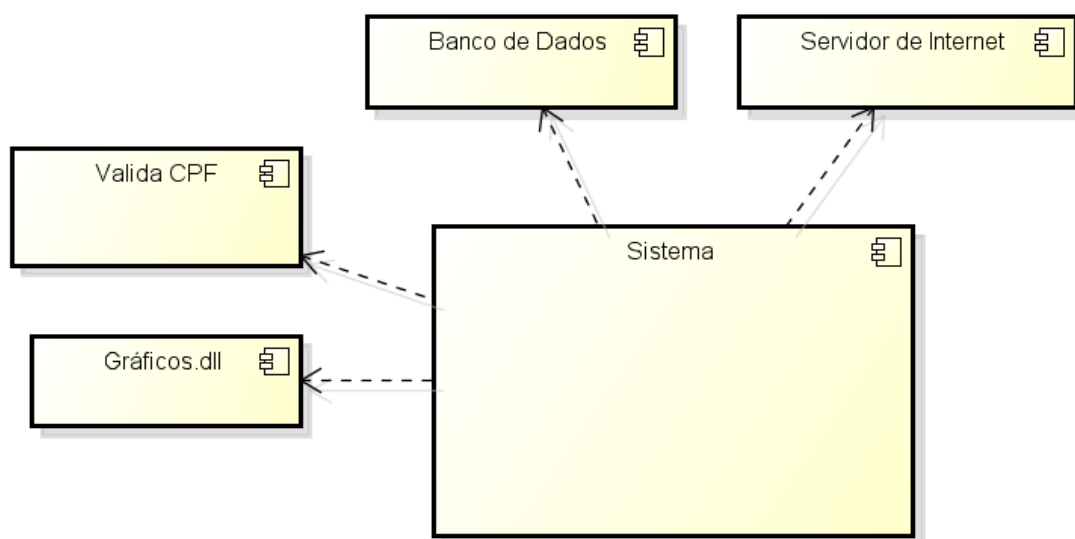 Banco de Dados
Servidor de Internet
Valida CPF
Sistema
Gráficos.dll